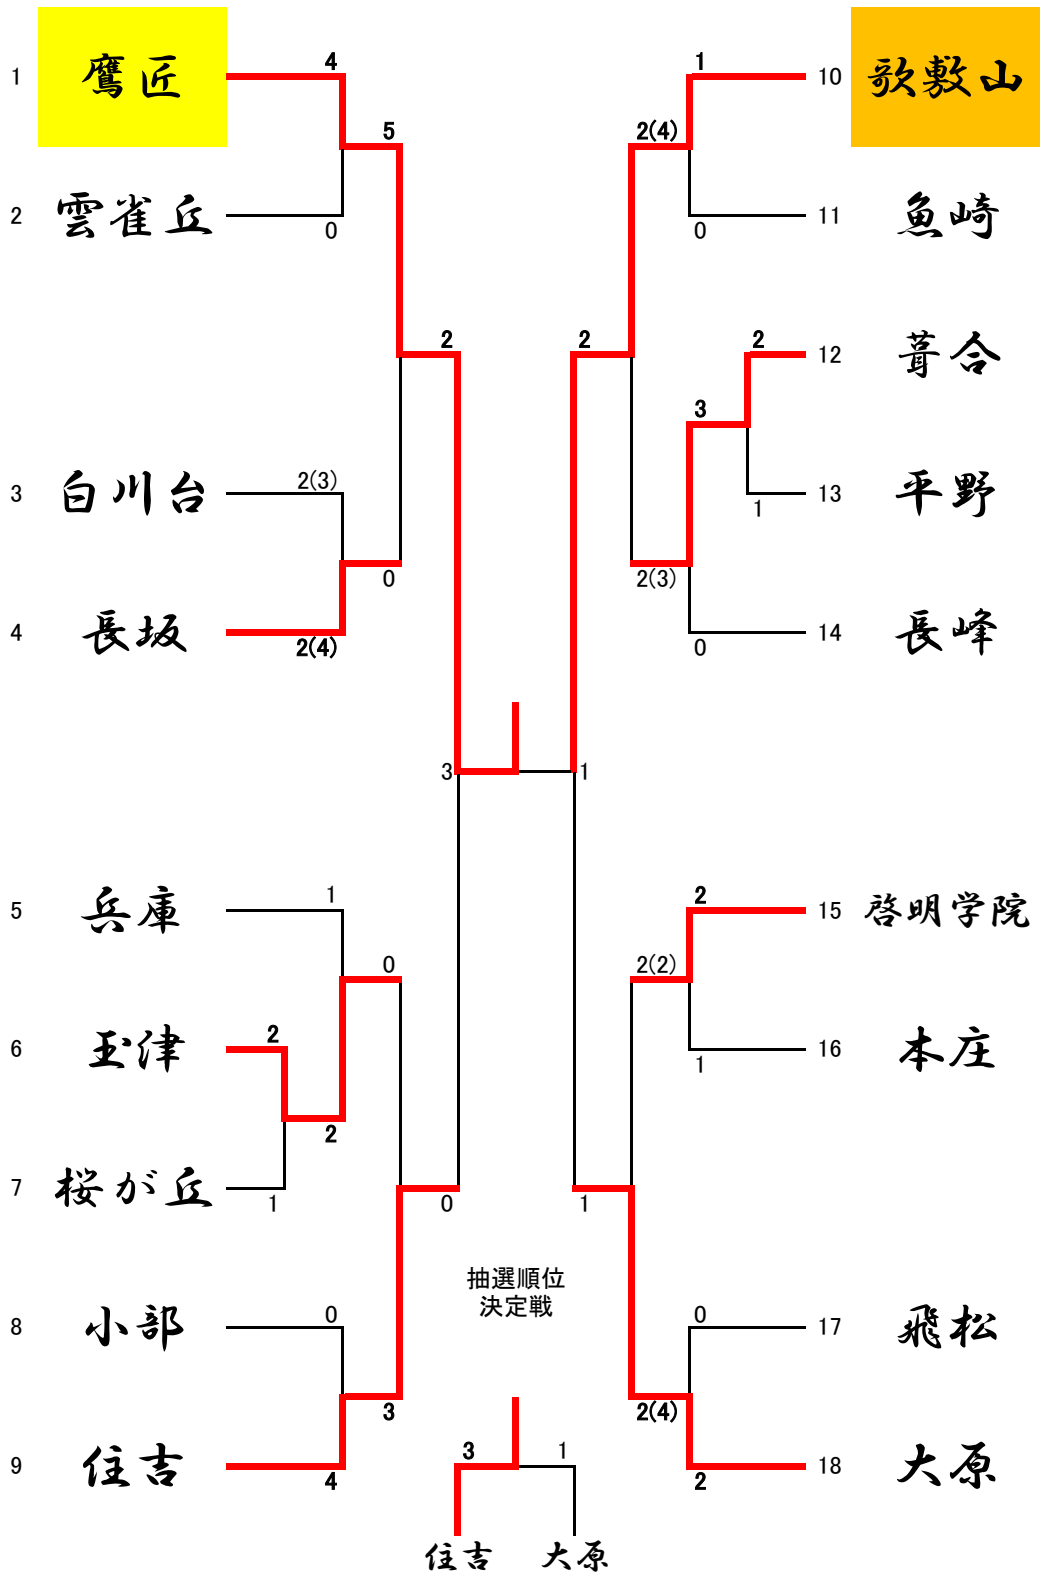 1 鷹匠 4
5
2 雲雀丘 0
2
3 白川台 2(3)
0
4 長坂 2(4)
3
5 兵庫 1
0
6 玉津 2
2
7 桜が丘 1
0
8 小部 0
3
9 住吉 4
1 10 歌敷山
2(4)
0 11 魚崎
2
2 12 葺合
3
1 13 平野
2(3)
0 14 長峰
1
2 15 啓明学院
2(2)
1 16 本庄
1
0 17 飛松
2(4)
2 18 大原
抽選順位
決定戦
3 1
住吉 大原